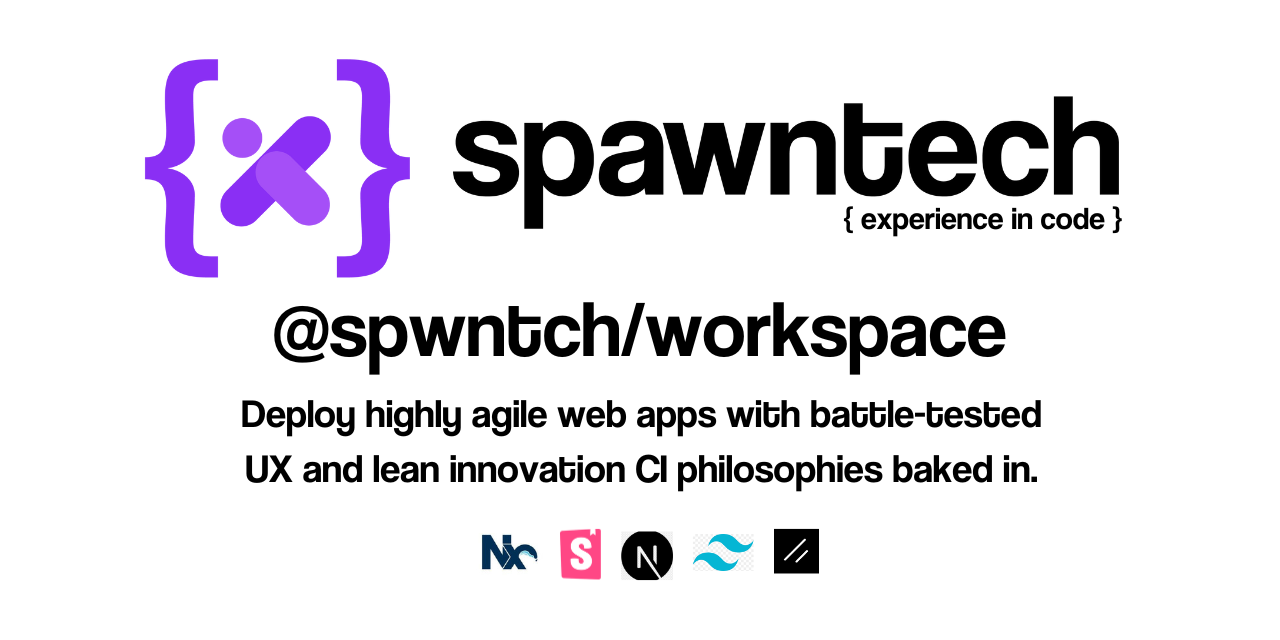 spawntech
{ experience in code }
@spwntch/workspace
Deploy highly agile web apps with battle-tested
UX and lean innovation CI philosophies baked in.
Nx S N